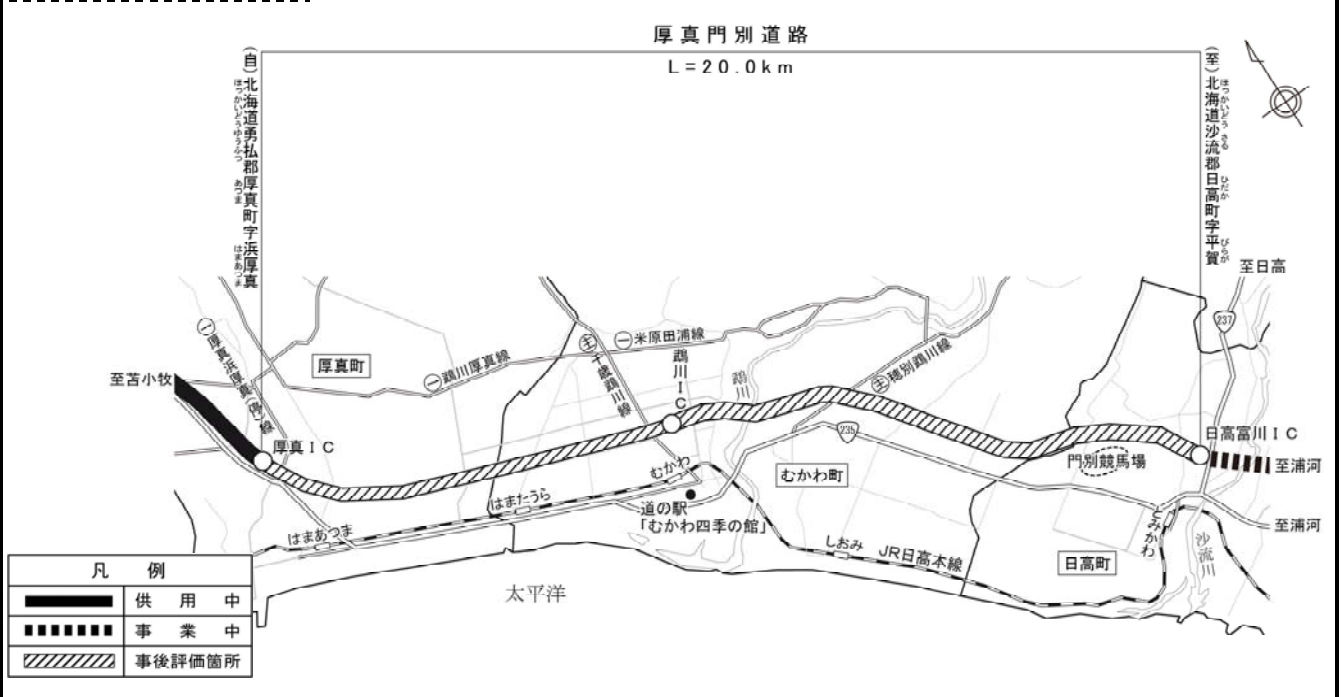 厚真門別道路
L=20.0km
(自)北海道勇払郡厚真町字浜厚真
ほっかいどうゆうふつ
あつま
はまあつま
(至)北海道沙流郡日高町字平賀
ほっかいどう さる
ひだか
びらが
至日高
237
㊀厚真浜厚真(停)線
厚真町
㊀鵡川厚真線
㊀米原田浦線
主千歳鵡川線
鵡川IC
鵡川
主穂別鵡川線
至苫小牧
厚真IC
235
日高富川IC
門別競馬場
至浦河
むかわ町
むかわ
道の駅
「むかわ四季の館」
はまたうら
はまあつま
至浦河
とみかわ
しおみ
JR日高本線
日高町
沙流川
太平洋
凡 例
供 用 中
事 業 中
事後評価箇所